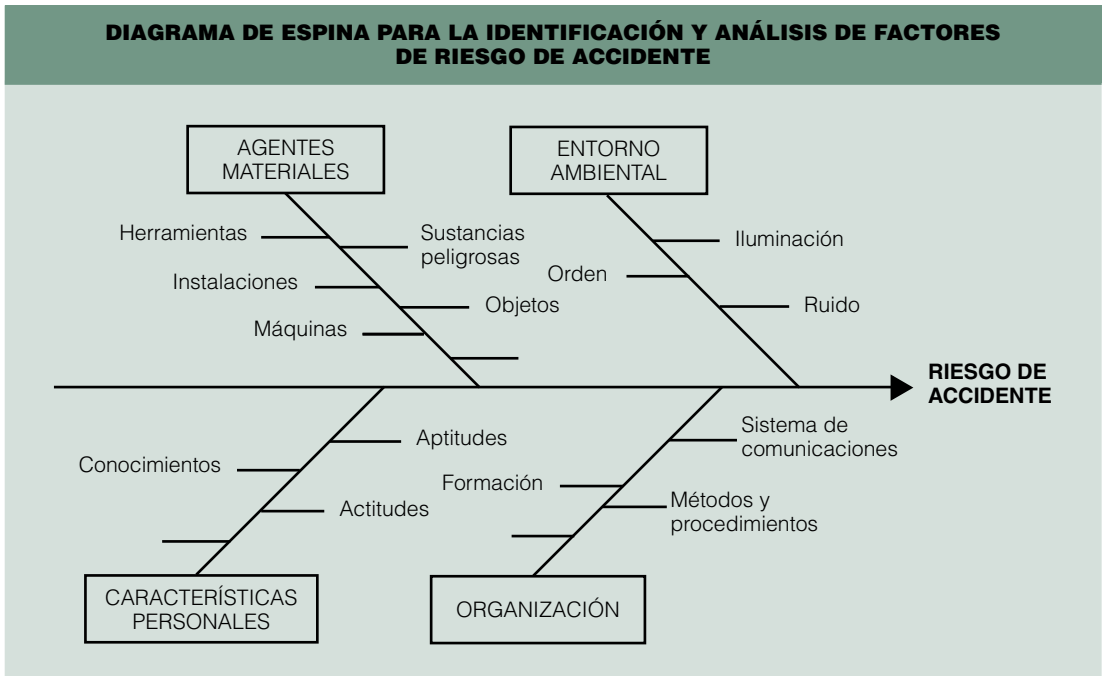 DIAGRAMA DE ESPINA PARA LA IDENTIFICACIÓN Y ANÁLISIS DE FACTORES
DE RIESGO DE ACCIDENTE
AGENTES
MATERIALES
ENTORNO
AMBIENTAL
Herramientas
Sustancias
peligrosas
Instalaciones
Objetos
Máquinas
Iluminación
Orden
Ruido
RIESGO DE
ACCIDENTE
Aptitudes
Conocimientos
Actitudes
Sistema de
comunicaciones
Formación
Métodos y
procedimientos
CARACTERÍSTICAS
PERSONALES
ORGANIZACIÓN